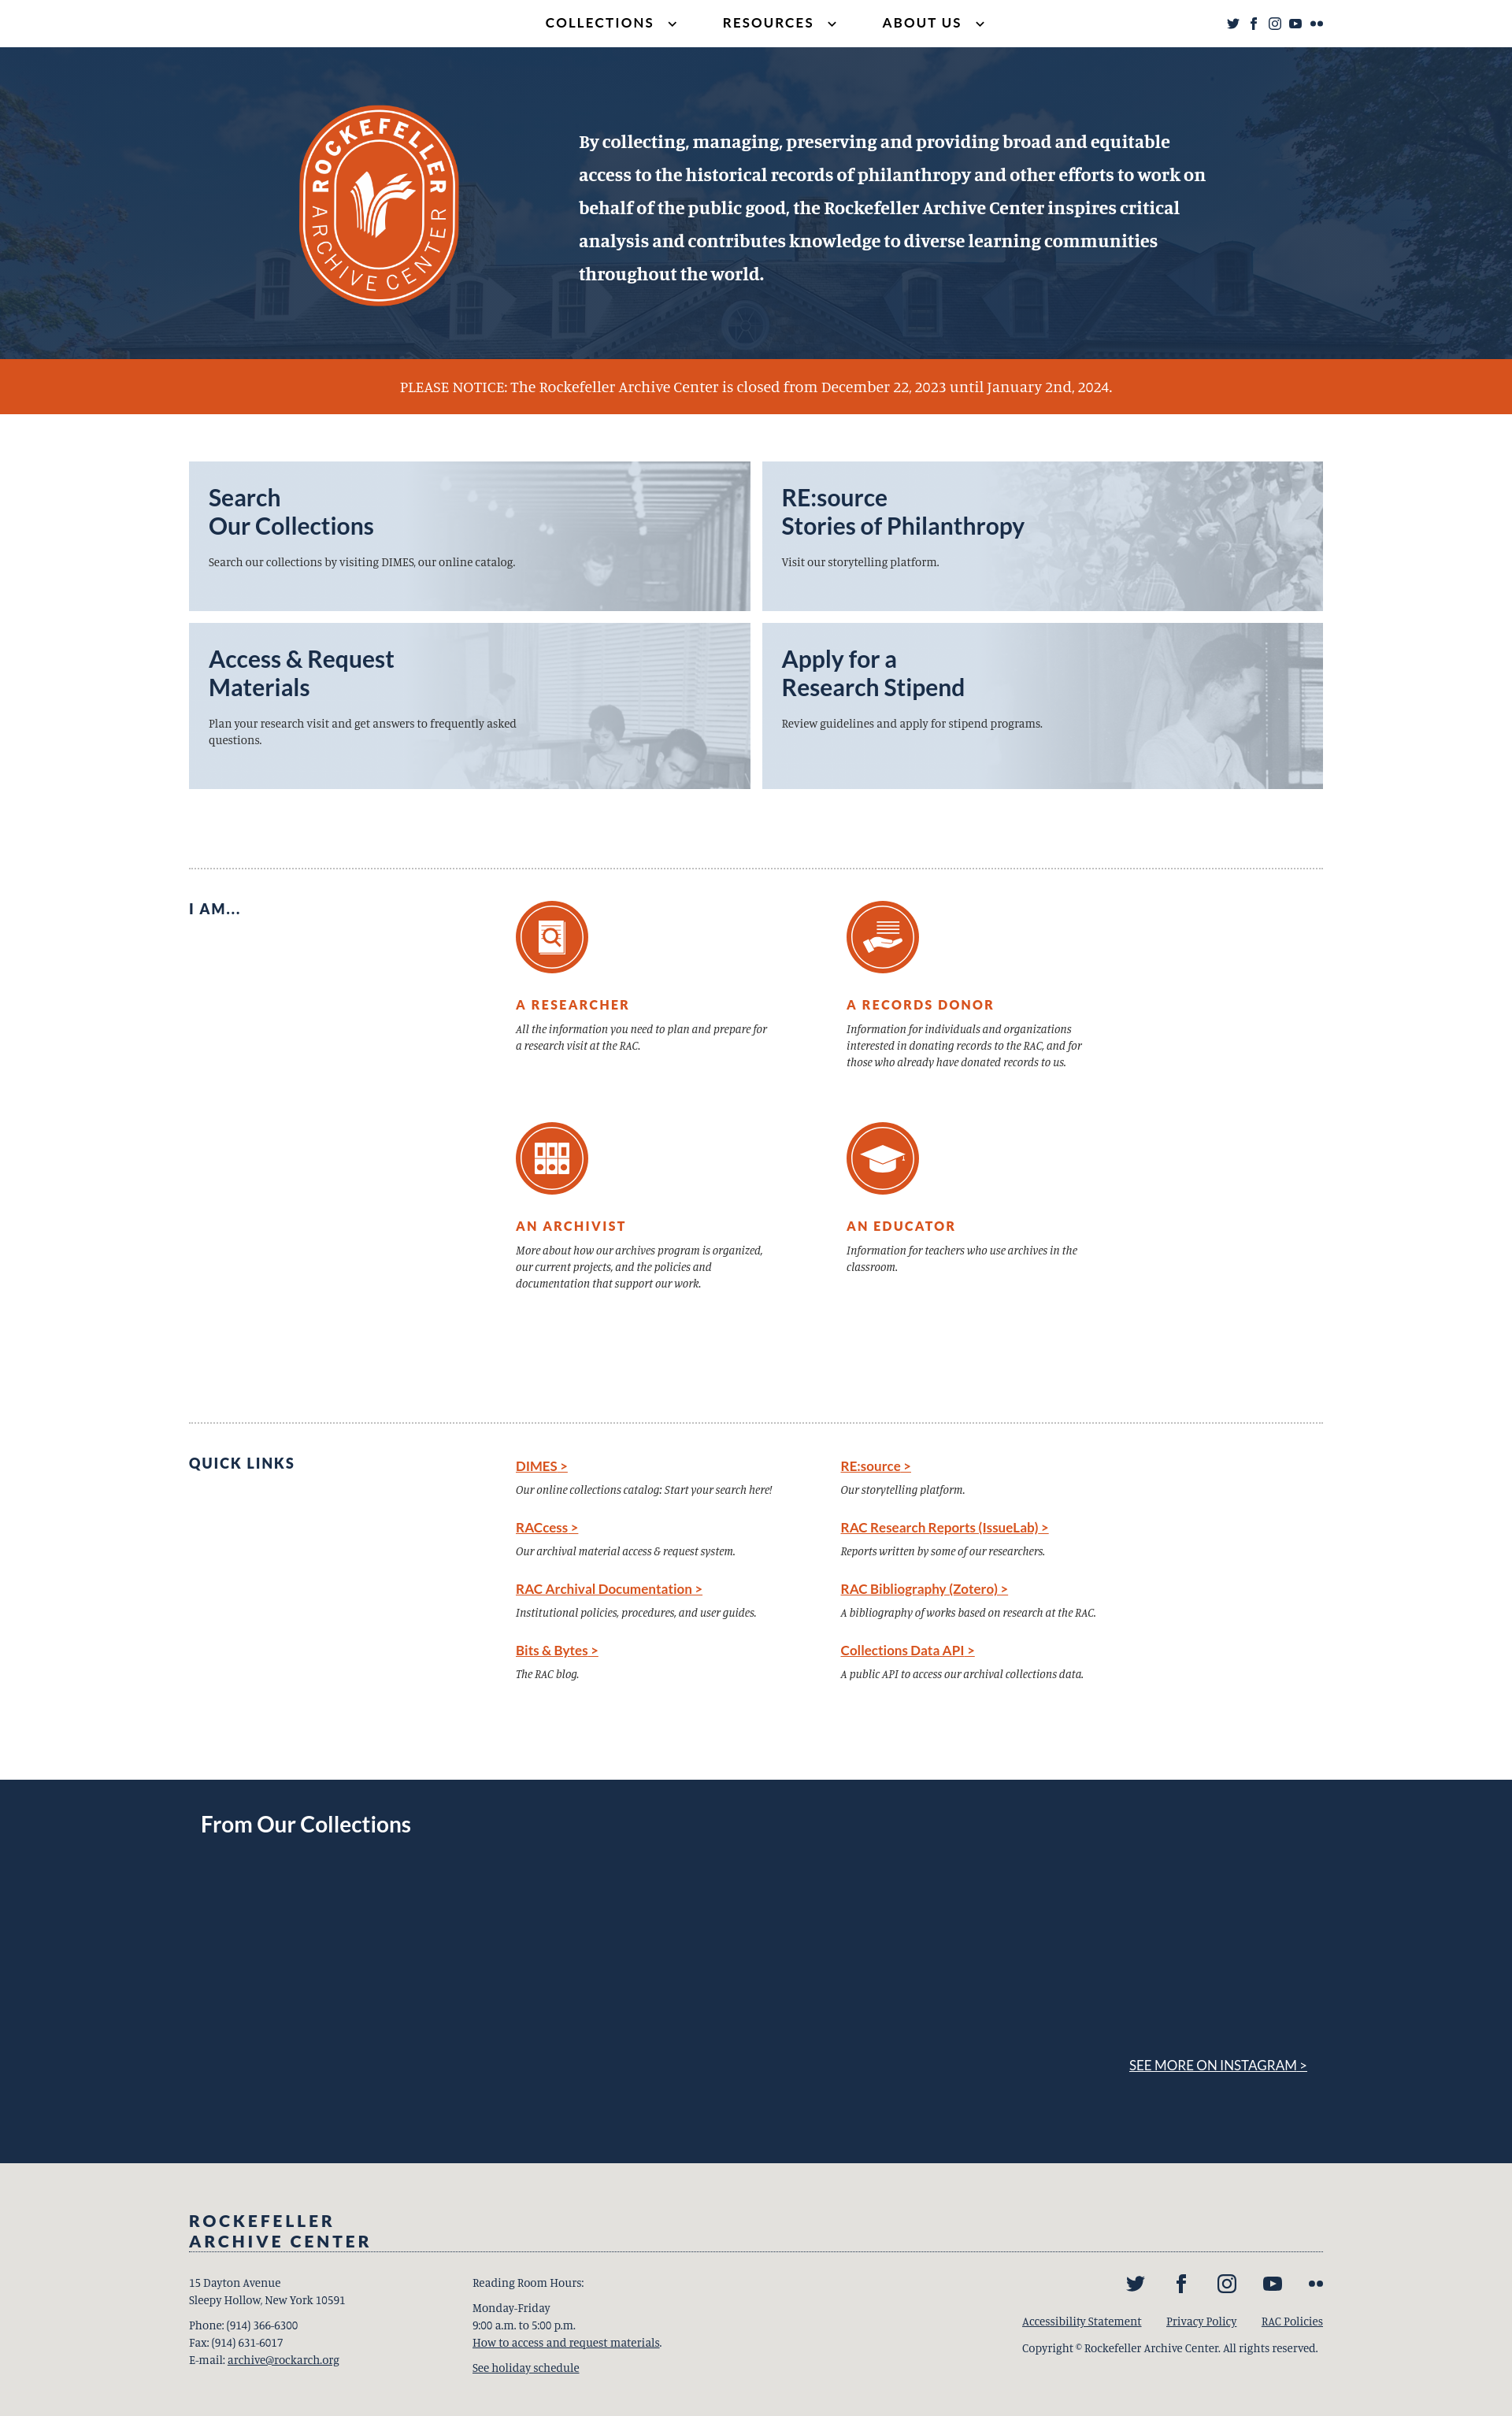 COLLECTIONS
RESOURCES
ABOUT US
ROCKEFELLER
ARCHIVE CENTER
By collecting, managing, preserving and providing broad and equitable
access to the historical records of philanthropy and other efforts to work on
behalf of the public good, the Rockefeller Archive Center inspires critical
analysis and contributes knowledge to diverse learning communities
throughout the world.
PLEASE NOTICE: The Rockefeller Archive Center is closed from December 22, 2023 until January 2nd, 2024.
Search
Our Collections
Search our collections by visiting DIMES, our online catalog.
RE:source
Stories of Philanthropy
Visit our storytelling platform.
Access & Request
Materials
Plan your research visit and get answers to frequently asked
questions.
Apply for a
Research Stipend
Review guidelines and apply for stipend programs.
I AM...
A RESEARCHER
All the information you need to plan and prepare for
a research visit at the RAC.
A RECORDS DONOR
Information for individuals and organizations
interested in donating records to the RAC, and for
those who already have donated records to us.
AN ARCHIVIST
More about how our archives program is organized,
our current projects, and the policies and
documentation that support our work.
AN EDUCATOR
Information for teachers who use archives in the
classroom.
QUICK LINKS
DIMES >
Our online collections catalog: Start your search here!
RACcess >
Our archival material access & request system.
RAC Archival Documentation >
Institutional policies, procedures, and user guides.
Bits & Bytes >
The RAC blog.
RE:source >
Our storytelling platform.
RAC Research Reports (IssueLab) >
Reports written by some of our researchers.
RAC Bibliography (Zotero) >
A bibliography of works based on research at the RAC.
Collections Data API >
A public API to access our archival collections data.
From Our Collections
SEE MORE ON INSTAGRAM >
ROCKEFELLER
ARCHIVE CENTER
15 Dayton Avenue
Sleepy Hollow, New York 10591
Phone: (914) 366-6300
Fax: (914) 631-6017
E-mail: archive@rockarch.org
Reading Room Hours:
Monday-Friday
9:00 a.m. to 5:00 p.m.
How to access and request materials.
See holiday schedule
Accessibility Statement
Privacy Policy
RAC Policies
Copyright © Rockefeller Archive Center. All rights reserved.